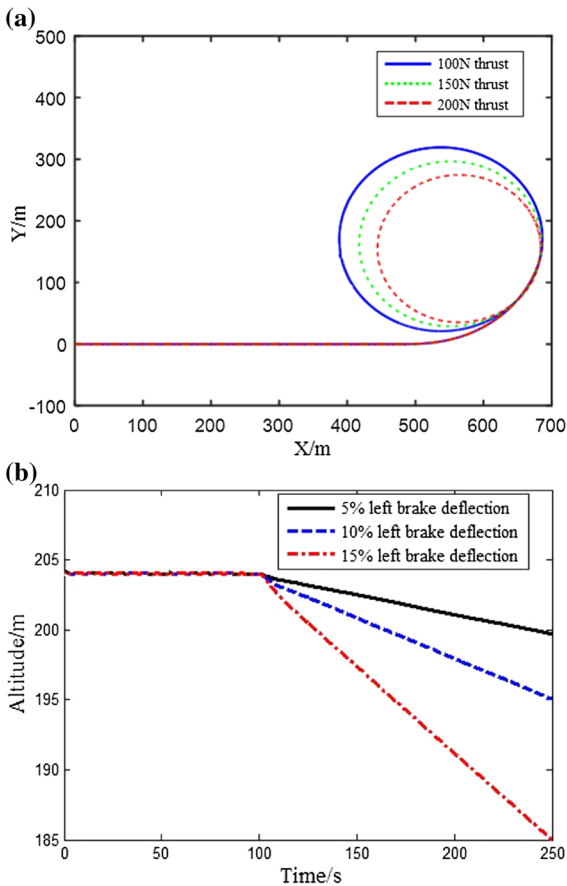 (a)
500
400
300
200
100
0
-100
Y/m
100N thrust
150N thrust
200N thrust
0 100 200 300 400 500 600 700
X/m
(b)
210
205
200
195
190
185
Altitude/m
5% left brake deflection
10% left brake deflection
15% left brake deflection
0 50 100 150 200 250
Time/s